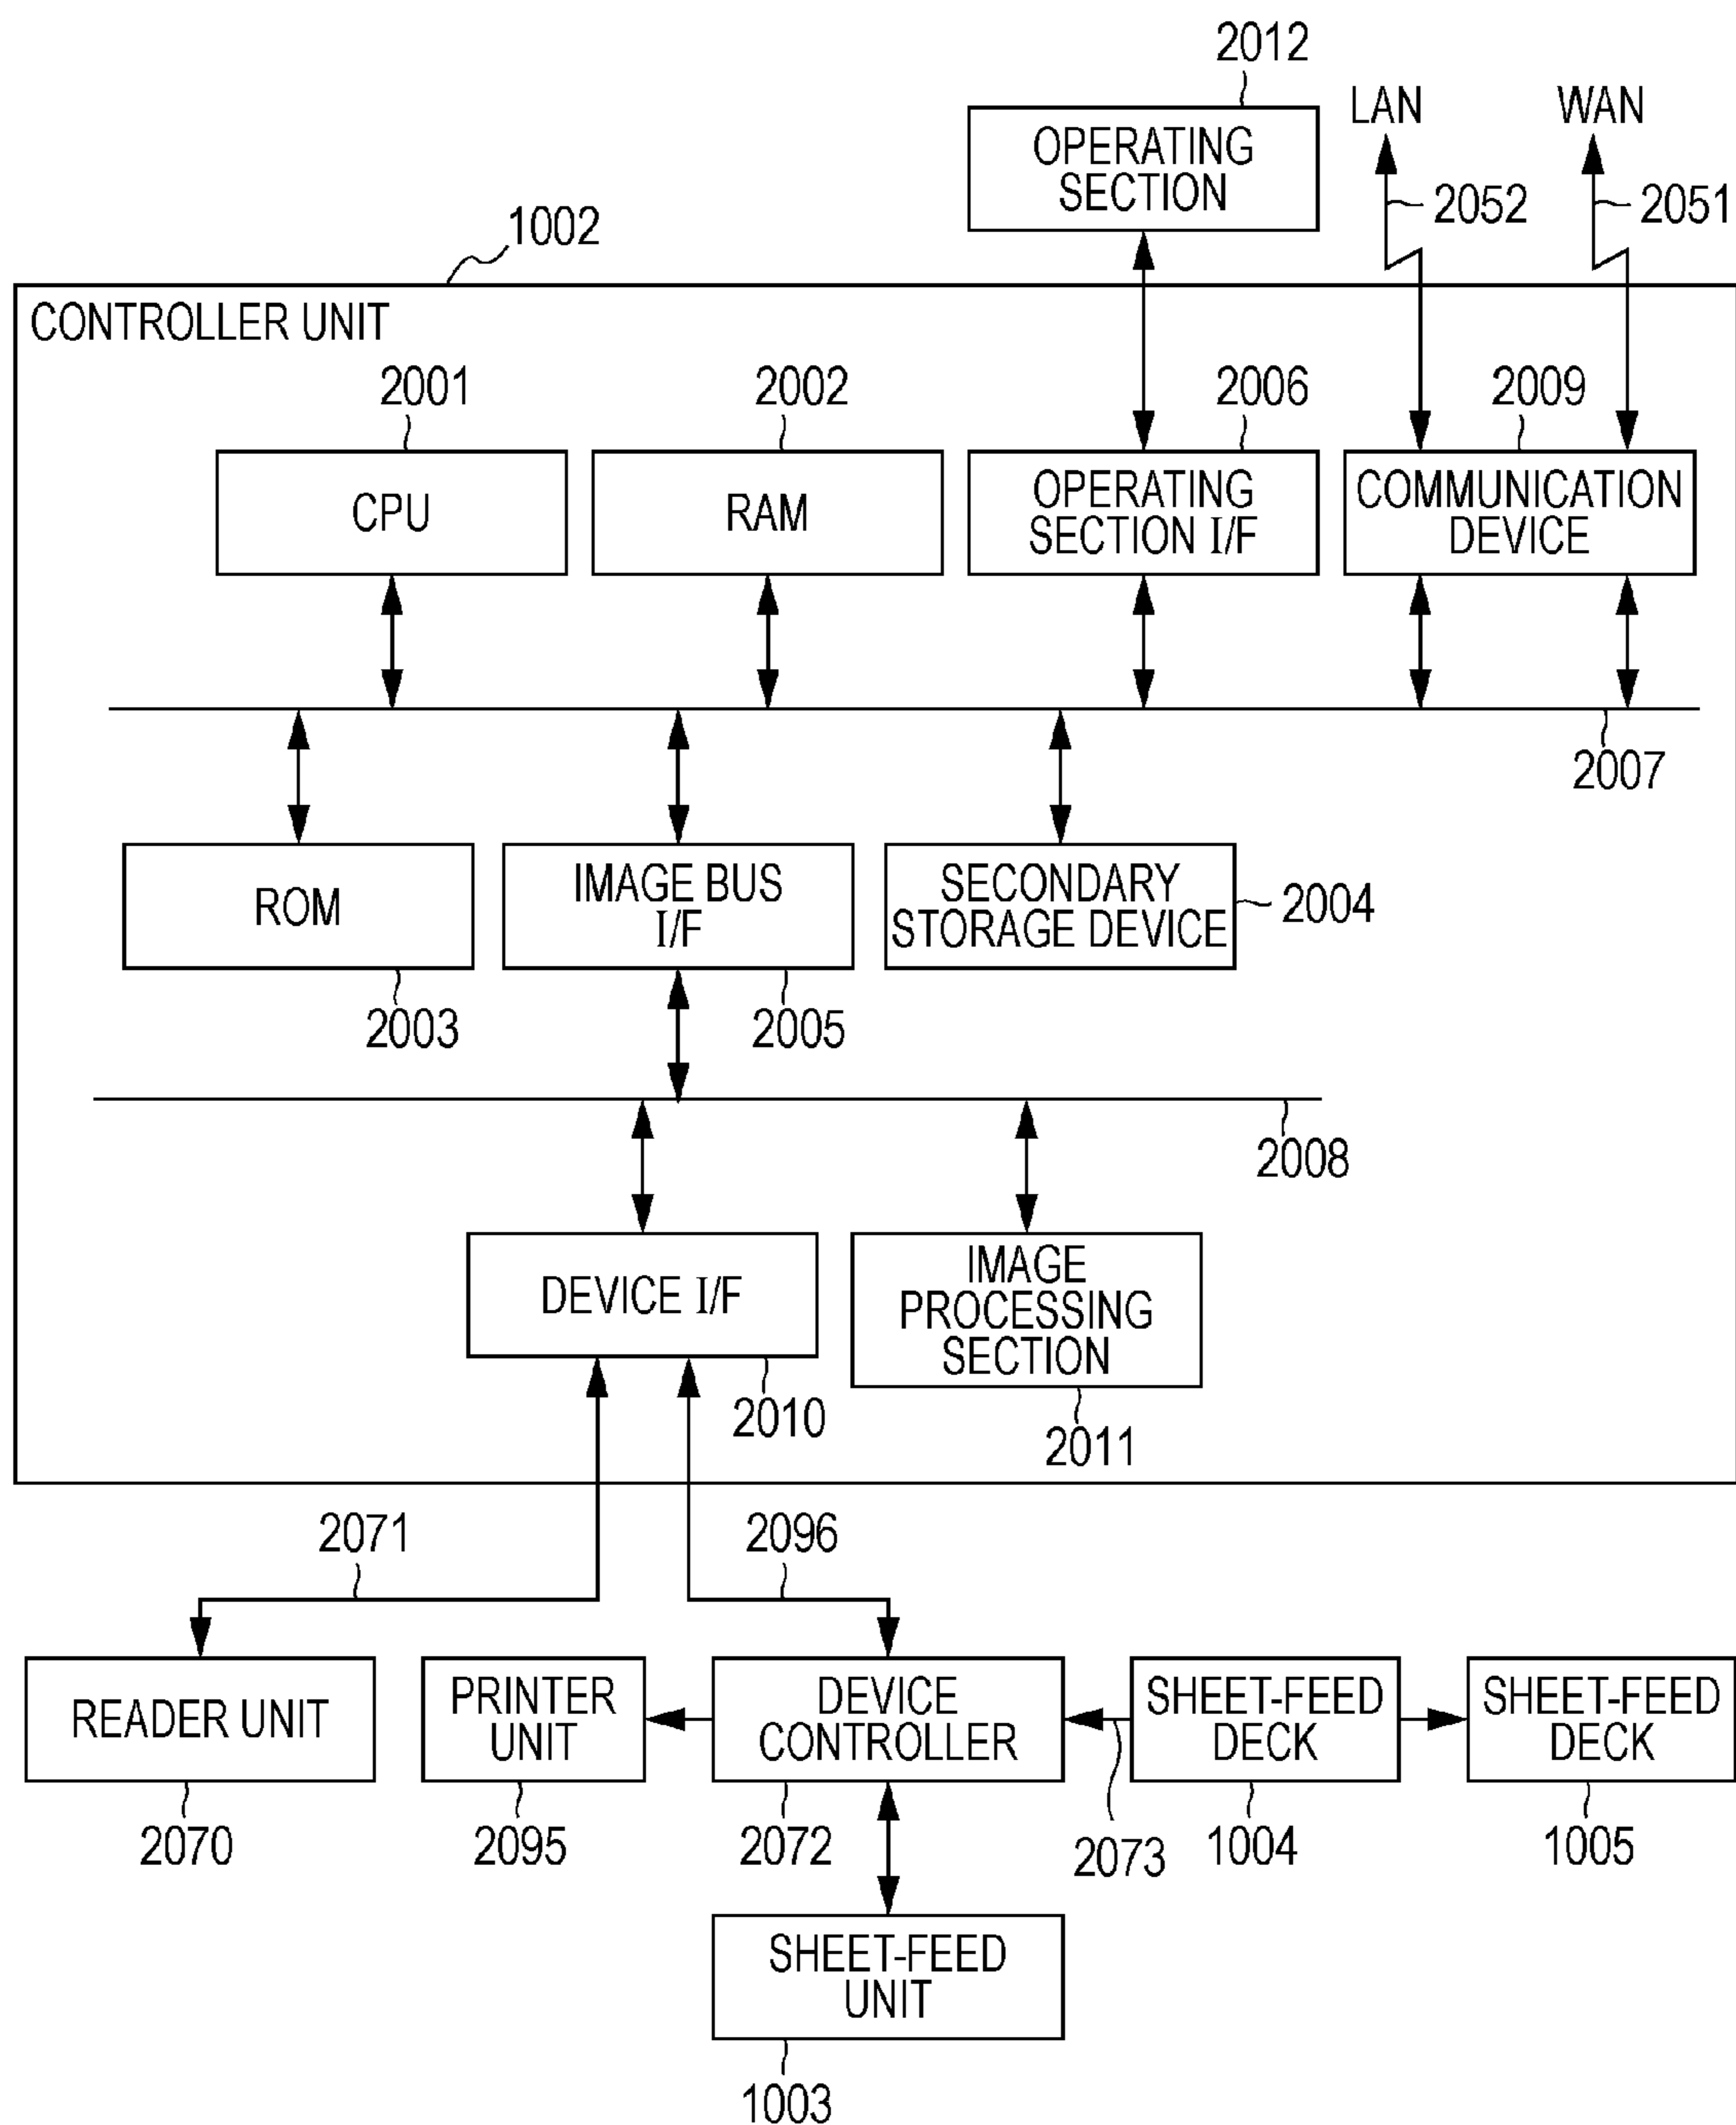 2012
OPERATING
SECTION
LAN
WAN
2052
2051
1002
CONTROLLER UNIT
2001
2002
2006
2009
CPU
RAM
OPERATING
SECTION I/F
COMMUNICATION
DEVICE
2007
ROM
IMAGE BUS
I/F
SECONDARY
STORAGE DEVICE
2004
2003
2005
2008
DEVICE I/F
IMAGE
PROCESSING
SECTION
2010
2011
2071
2096
READER UNIT
PRINTER
UNIT
DEVICE
CONTROLLER
SHEET-FEED
DECK
SHEET-FEED
DECK
2070
2095
2072
2073
1004
1005
SHEET-FEED
UNIT
1003